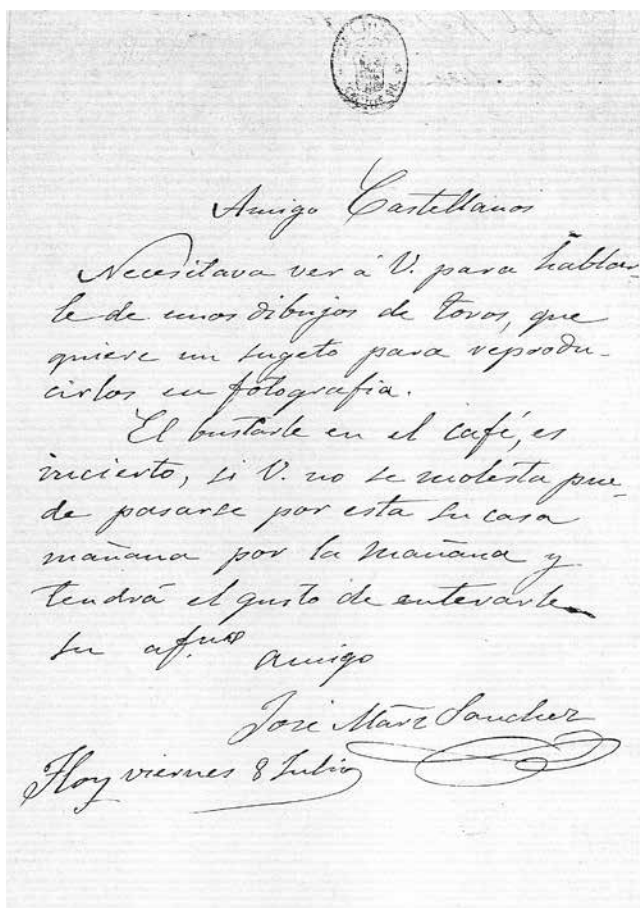 Amigo Castellanos
Necesitava ver á V. para hablar-
le de unos dibujos de toros, que
quiere un sugeto para reprodu-
cirlos en fotografia.
El buscarle en el café, es
incierto, si V. no se molesta pue-
de pasarse por esta su casa
mañana por la mañana y
tendrá el gusto de enterarle
su afmo
amigo
José Sanchez
Hoy viernes 8 Julio